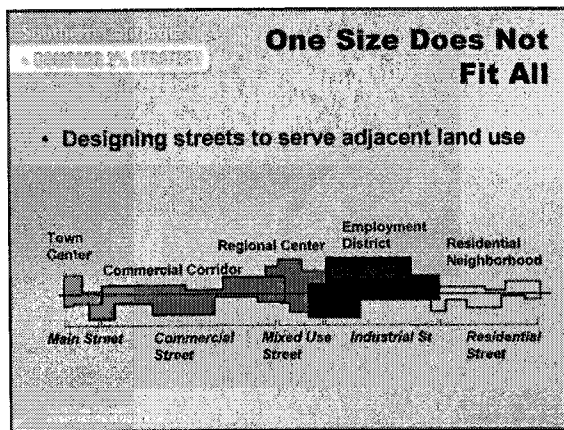 One Size Does Not
Fit All
• Designing streets to serve adjacent land use
Town
Center
Commercial Corridor
Regional Center
Employment
District
Residential
Neighborhood
Main Street
Commercial
Street
Mixed Use
Street
Industrial St
Residential
Street